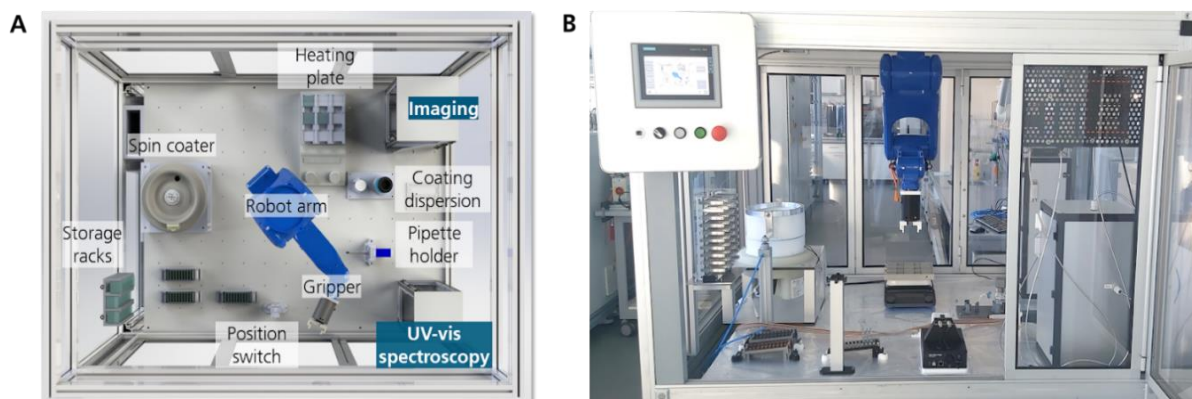 A
Heating
plate
Imaging
Spin coater
Coating
dispersion
Robot arm
Storage
racks
Pipette
holder
Gripper
Position
switch
UV-vis
spectroscopy
B